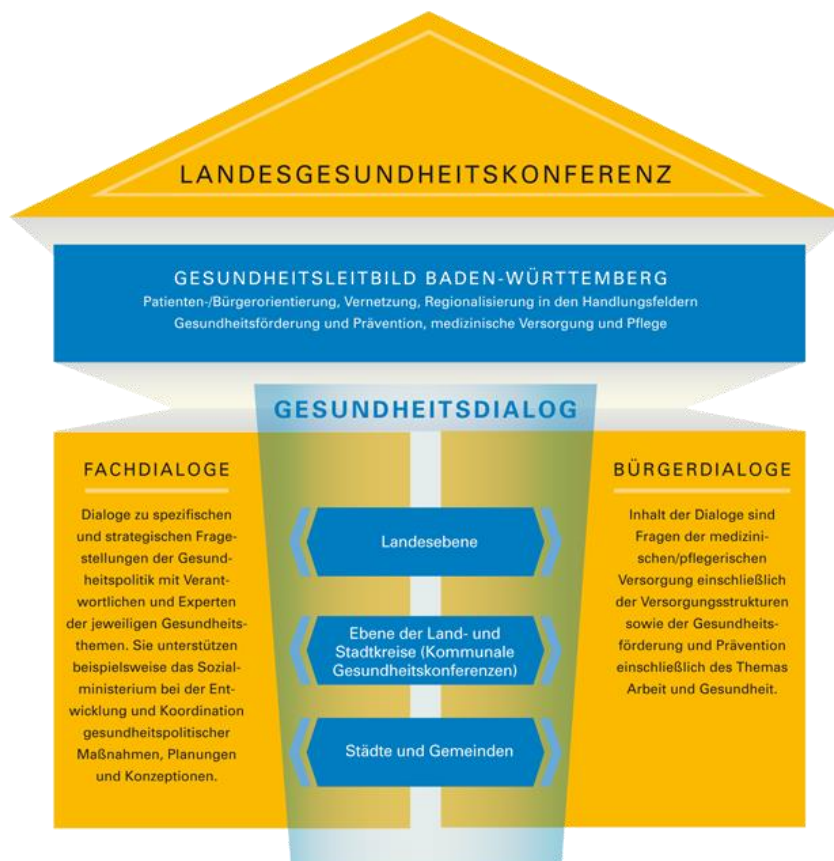 LANDESGESUNDHEITSKONFERENZ
GESUNDHEITSLEITBILD BADEN-WÜRTTEMBERG
Patienten-/Bürgerorientierung, Vernetzung, Regionalisierung in den Handlungsfeldern
Gesundheitsförderung und Prävention, medizinische Versorgung und Pflege
GESUNDHEITSDIALOG
FACHDIALOGE
Dialoge zu spezifischen
und strategischen Frage-
stellungen der Gesund-
heitspolitik mit Verant-
wortlichen und Experten
der jeweiligen Gesundheits-
themen. Sie unterstützen
beispielsweise das Sozial-
ministerium bei der Ent-
wicklung und Koordination
gesundheitspolitischer
Maßnahmen, Planungen
und Konzeptionen.
Landesebene
Ebene der Land- und
Stadtkreise (Kommunale
Gesundheitskonferenzen)
Städte und Gemeinden
BÜRGERDIALOGE
Inhalt der Dialoge sind
Fragen der medizini-
schen/pflegerischen
Versorgung einschließlich
der Versorgungsstrukturen
sowie der Gesundheits-
förderung und Prävention
einschließlich des Themas
Arbeit und Gesundheit.